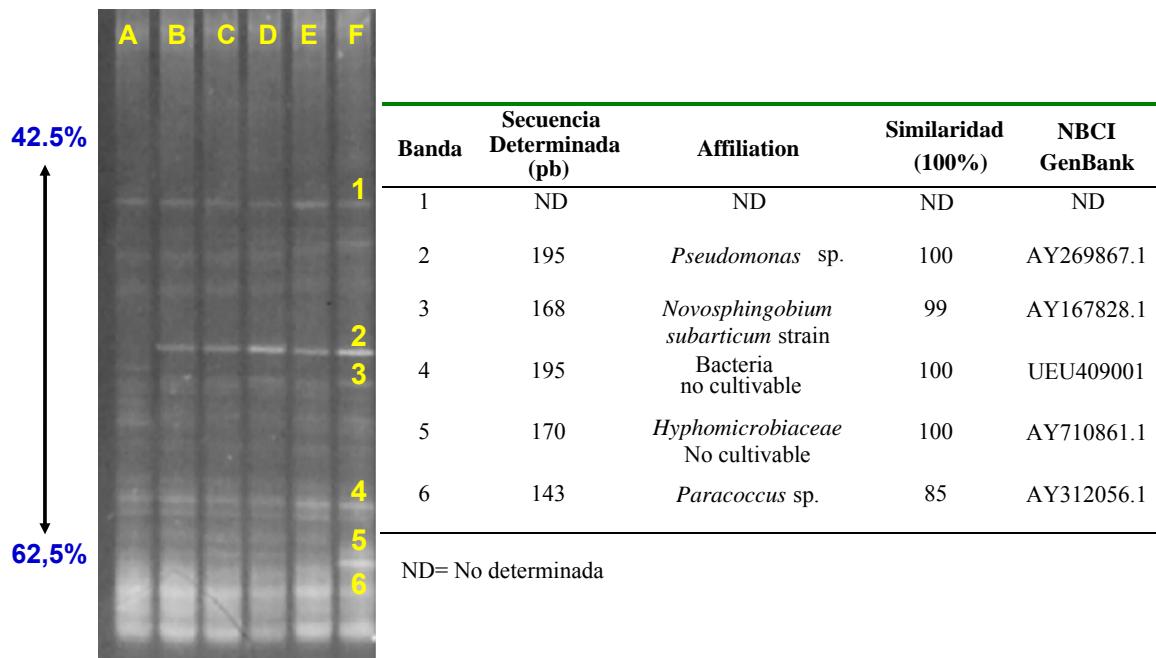 A B C D E F
42.5%
62,5%
1
2
3
4
5
6
Banda Secuencia Determinada (pb) Affiliation Similaridad (100%) NBCI GenBank
1 ND ND ND ND
2 195 Pseudomonas sp. 100 AY269867.1
3 168 Novosphingobium 99 AY167828.1
subarticum strain
4 195 Bacteria 100 UEU409001
no cultivable
5 170 Hyphomicrobiaceae 100 AY710861.1
No cultivable
6 143 Paracoccus sp. 85 AY312056.1
ND= No determinada